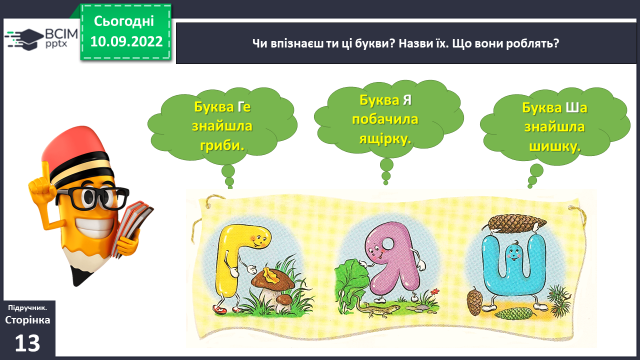 Сьогодні
10.09.2022
ВСІМ
pptx
Чи впізнаєш ти ці букви? Назви їх. Що вони роблять?
Буква Ге
знайшла
гриби.
Буква Я
побачила
ящірку.
Буква Ша
знайшла
шишку.
Г
Я
Ш
Підручник.
Сторінка
13